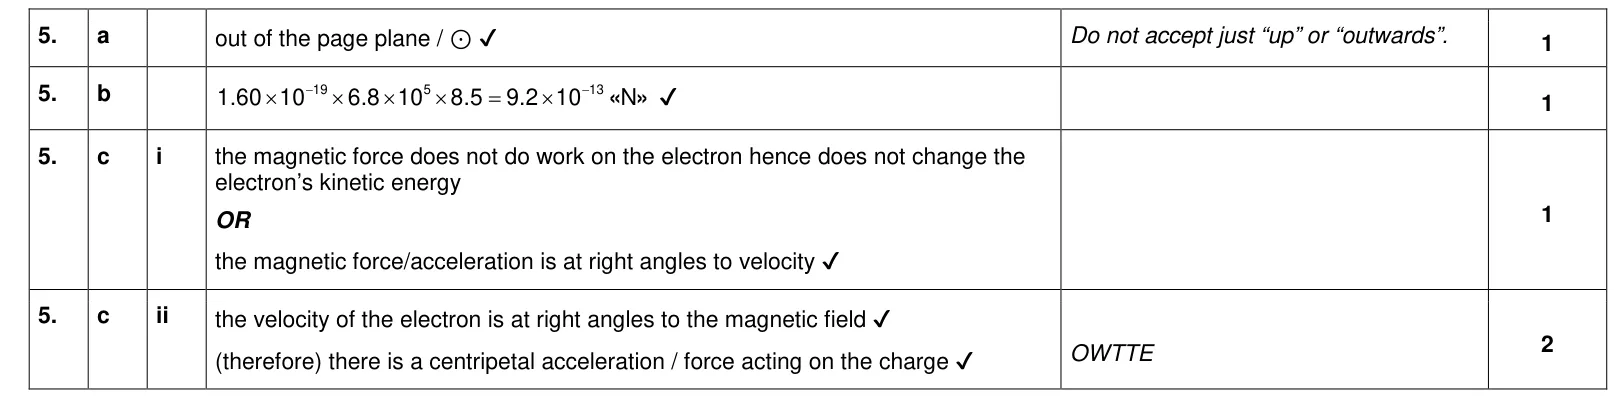 5. a out of the page plane / ⊙ ✓ Do not accept just “up” or “outwards”. 1
5. b 1.60×10⁻¹⁹×6.8×10⁵×8.5=9.2×10⁻¹³ «N» ✓ 1
5. c i the magnetic force does not do work on the electron hence does not change the
electron’s kinetic energy
OR
the magnetic force/acceleration is at right angles to velocity ✓
1
5. c ii the velocity of the electron is at right angles to the magnetic field ✓
(therefore) there is a centripetal acceleration / force acting on the charge ✓
OWTTE
2